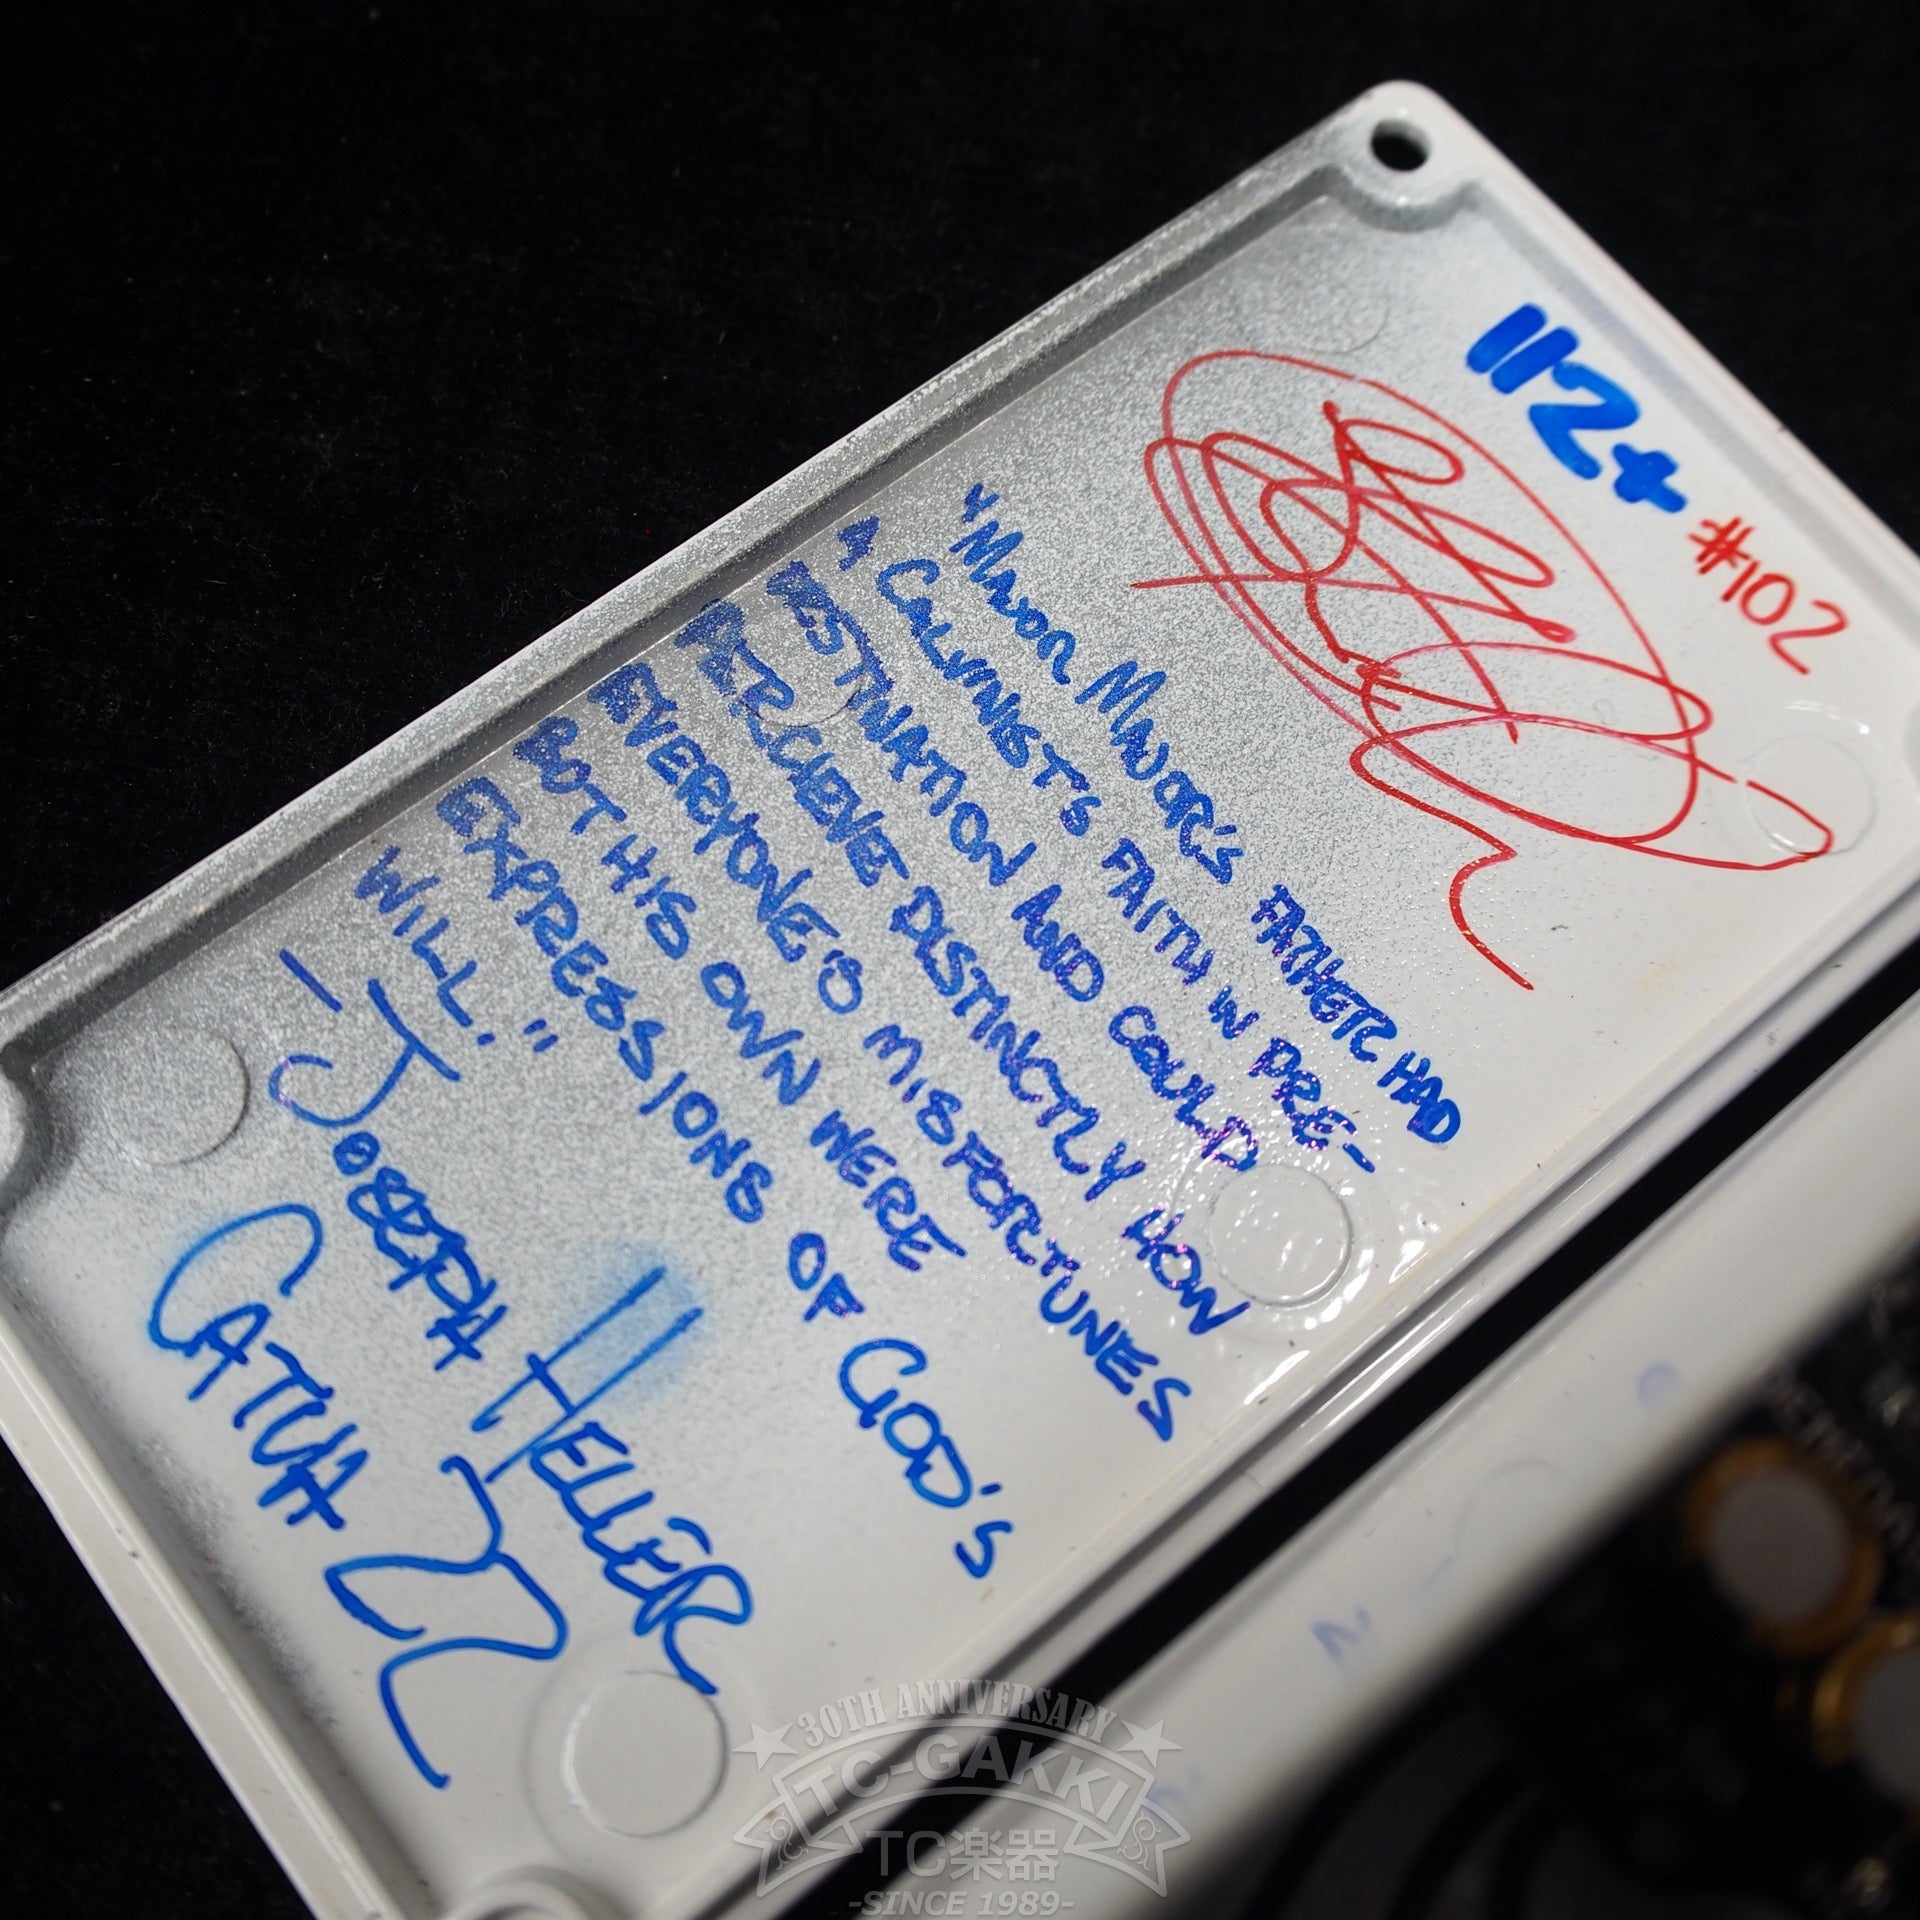 112+
#102
"MAJOR MAJOR'S FATHER HAD
A CALVINIST'S FAITH IN PRE-
DESTINATION AND COULD
PERCIEVE DISTINCTLY HOW
EVERYONE'S MISFORTUNES
BUT HIS OWN WERE
EXPRESSIONS OF GOD'S
WILL."
- JOSEPH HELLER
CATCH 22
30TH ANNIVERSARY
TC-GAKKI
TC楽器
-SINCE 1989-